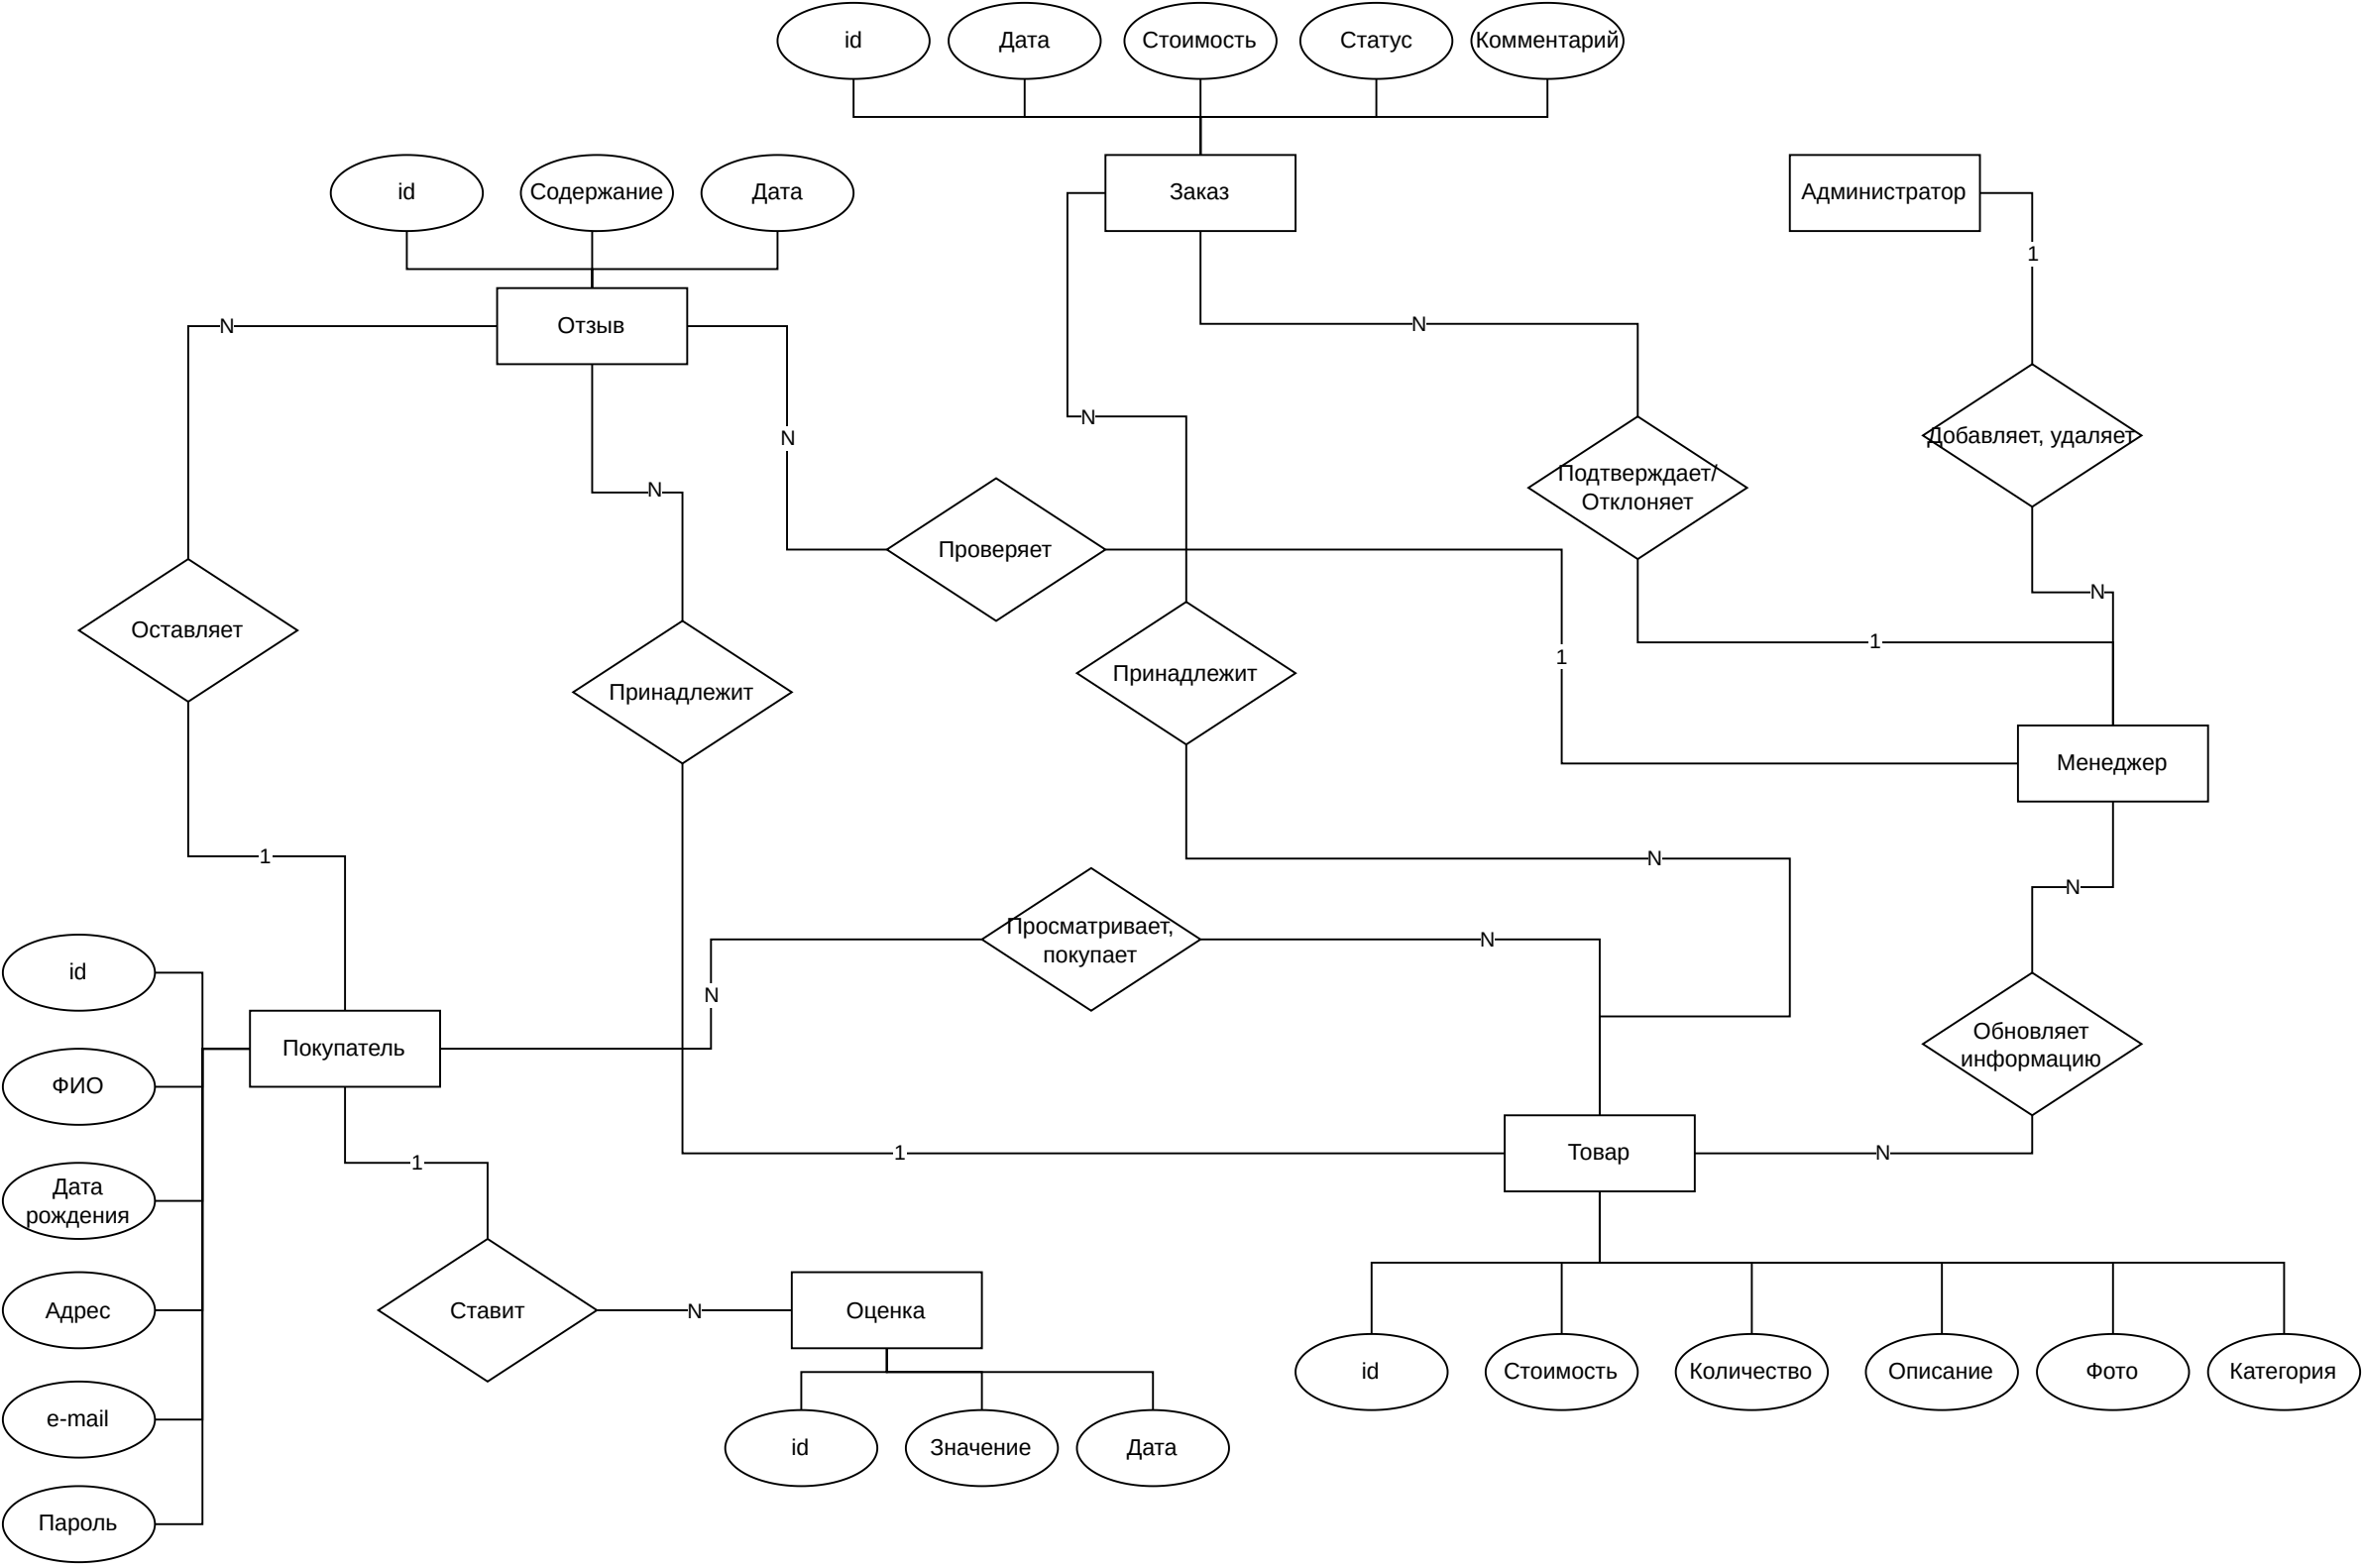 id
Дата
Стоимость
Статус
Комментарий
id
Содержание
Дата
Заказ
Администратор
1
Отзыв
N
N
N
N
N
Добавляет, удаляет
Подтверждает/
Отклоняет
Проверяет
N
Оставляет
1
1
Принадлежит
Принадлежит
Менеджер
1
N
N
Просматривает,
покупает
N
N
id
Покупатель
Обновляет
информацию
ФИО
Товар
1
N
1
Дата
рождения
Адрес
Ставит
N
Оценка
id
Стоимость
Количество
Описание
Фото
Категория
e-mail
id
Значение
Дата
Пароль